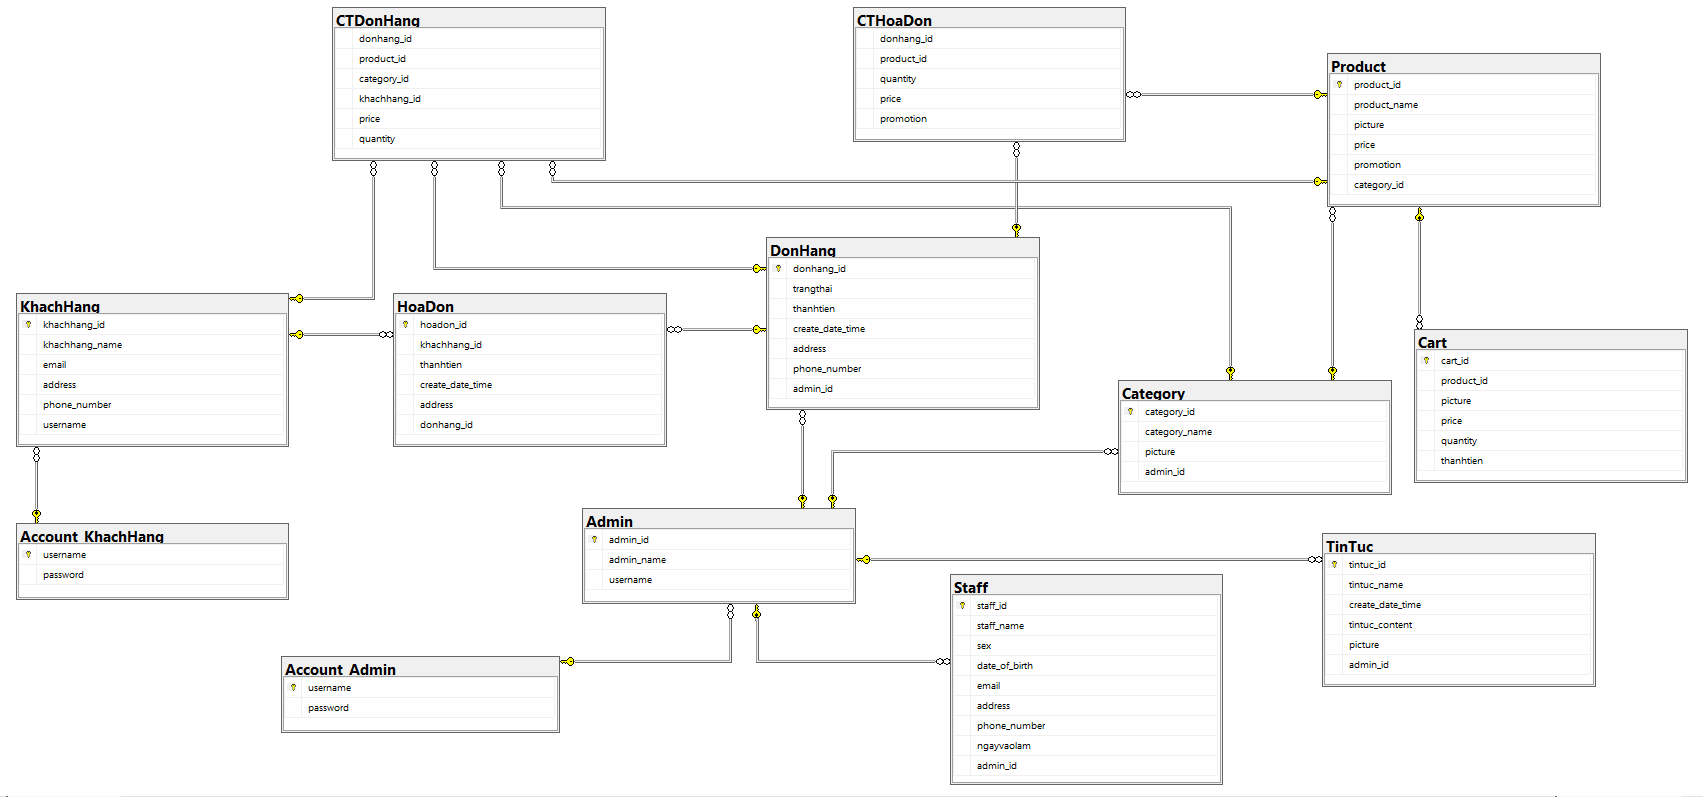 CTDonHang
donhang_id
product_id
category_id
khachhang_id
price
quantity
CTHoaDon
donhang_id
product_id
quantity
price
promotion
Product
product_id
product_name
picture
price
promotion
category_id
KhachHang
khachhang_id
khachhang_name
email
address
phone_number
username
HoaDon
hoadon_id
khachhang_id
thanhtien
create_date_time
address
donhang_id
DonHang
donhang_id
trangthai
thanhtien
create_date_time
address
phone_number
admin_id
Category
category_id
category_name
picture
admin_id
Cart
cart_id
product_id
picture
price
quantity
thanhtien
Account_KhachHang
username
password
Admin
admin_id
admin_name
username
Account_Admin
username
password
Staff
staff_id
staff_name
sex
date_of_birth
email
address
phone_number
ngayvaolam
admin_id
TinTuc
tintuc_id
tintuc_name
create_date_time
tintuc_content
picture
admin_id